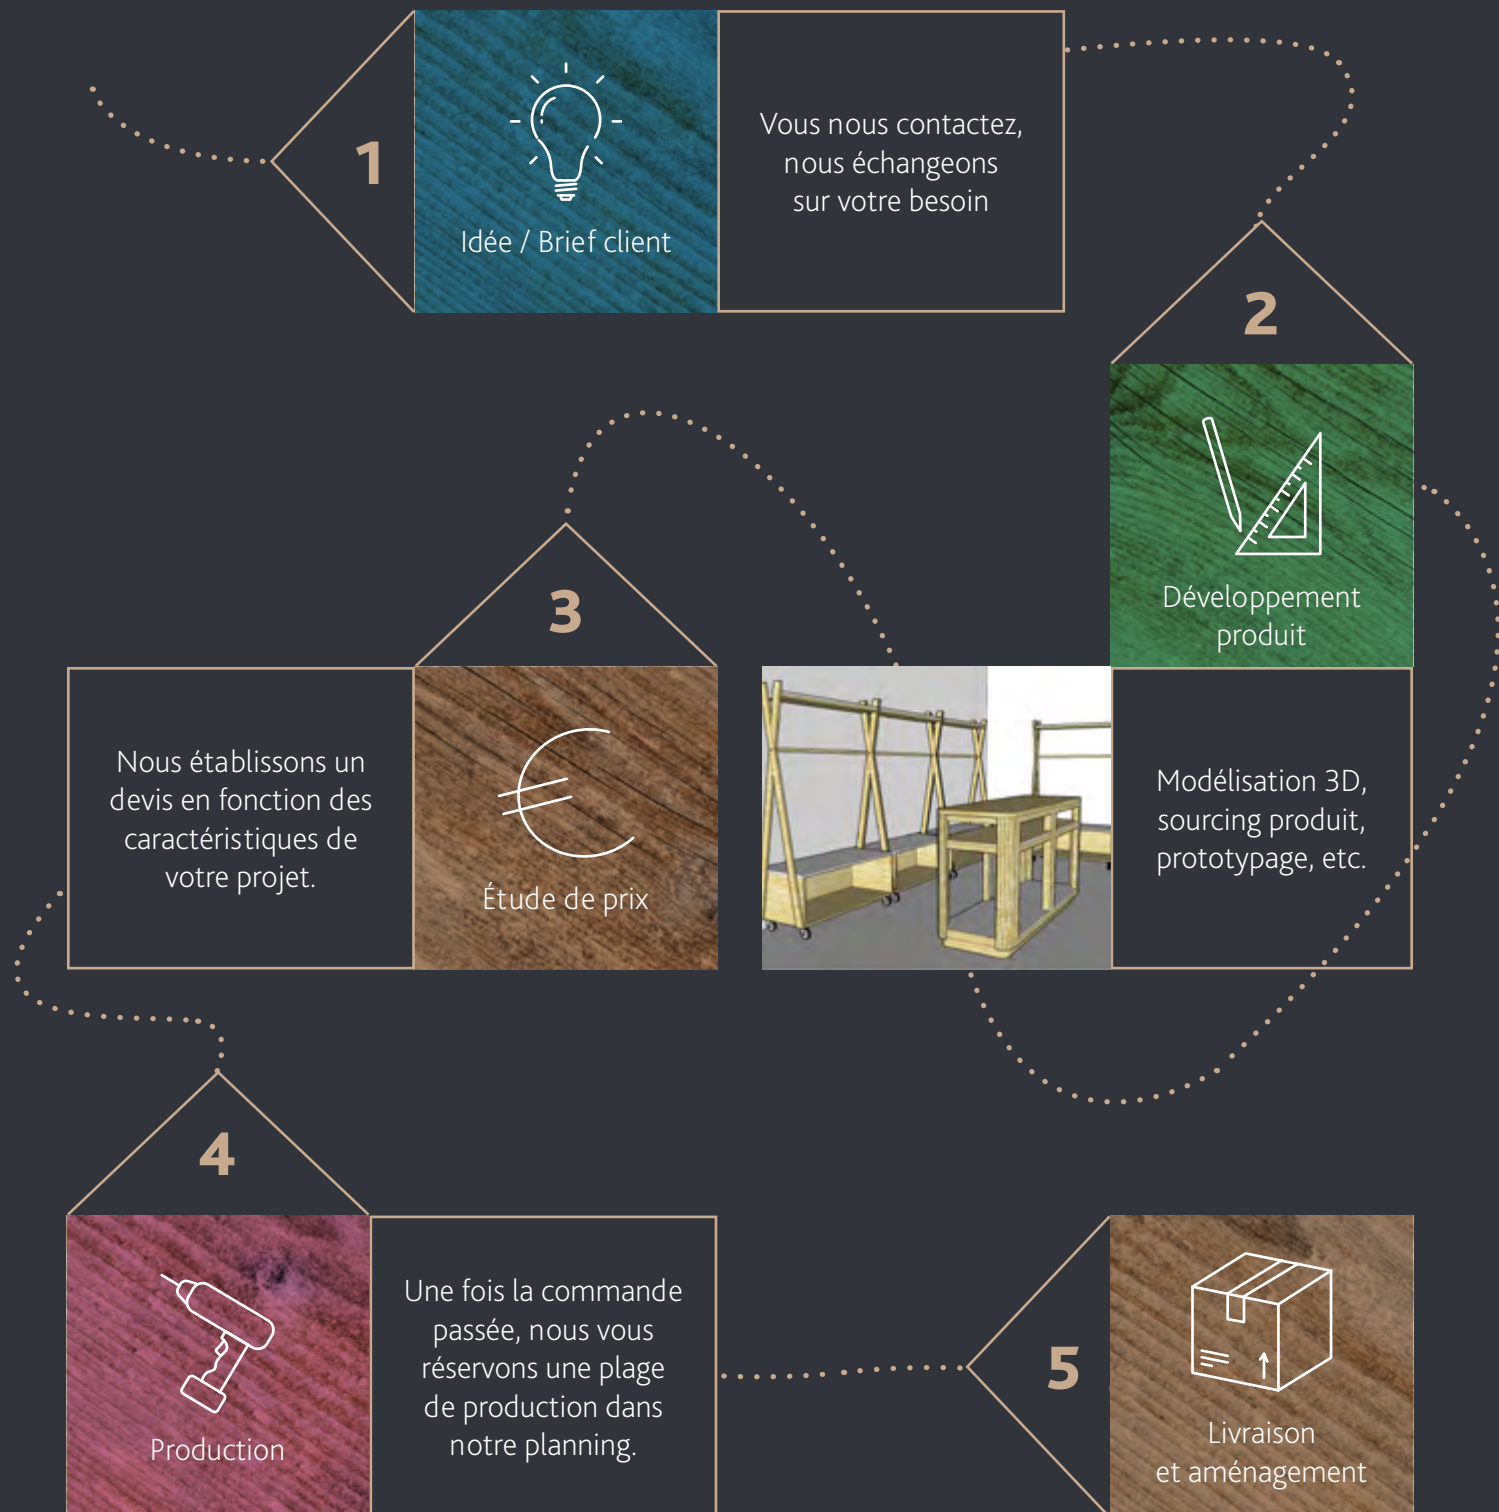 1
Idée / Brief client
Vous nous contactez,
nous échangeons
sur votre besoin
2
Développement
produit
Modélisation 3D,
sourcing produit,
prototypage, etc.
3
Étude de prix
Nous établissons un
devis en fonction des
caractéristiques de
votre projet.
4
Production
Une fois la commande
passée, nous vous
réservons une plage
de production dans
notre planning.
5
Livraison
et aménagement